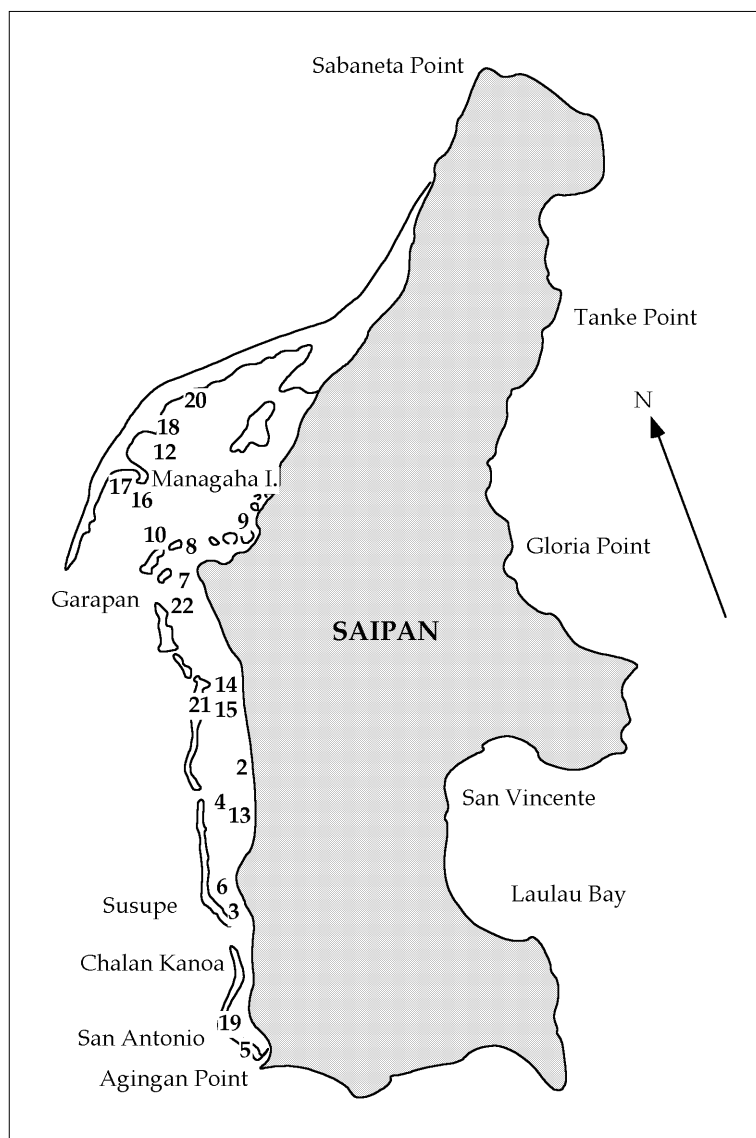 Sabaneta Point
Tanke Point
N
20
18
12
Managaha I.
17
16
9
10
8
Gloria Point
7
Garapan
22
SAIPAN
14
21
15
2
San Vincente
4
13
6
Laulau Bay
Susupe
3
Chalan Kanoa
19
San Antonio
5
Agingan Point